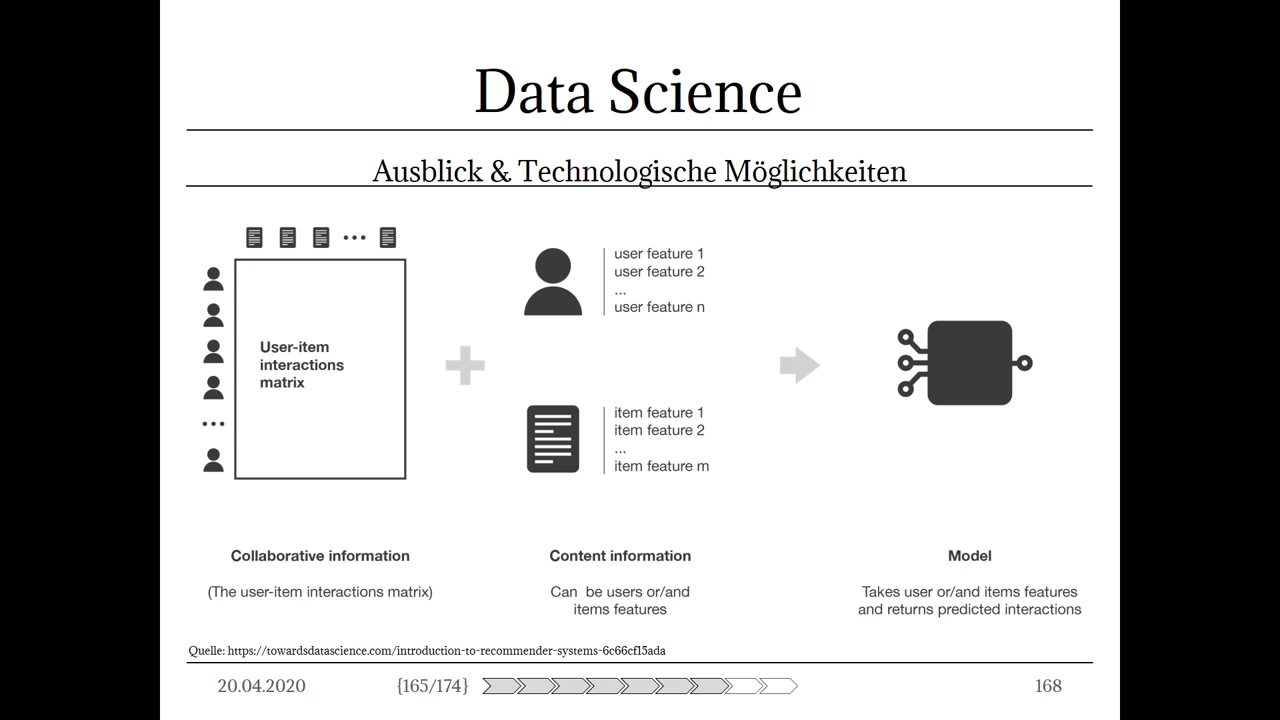 Data Science
Ausblick & Technologische Möglichkeiten
User-item
interactions
matrix
user feature 1
user feature 2
...
user feature n
item feature 1
item feature 2
...
item feature m
Collaborative information
(The user-item interactions matrix)
Content information
Can be users or/and
items features
Model
Takes user or/and items features
and returns predicted interactions
Quelle: https://towardsdatascience.com/introduction-to-recommender-systems-6c66cf15ada
20.04.2020
{165/174}
168